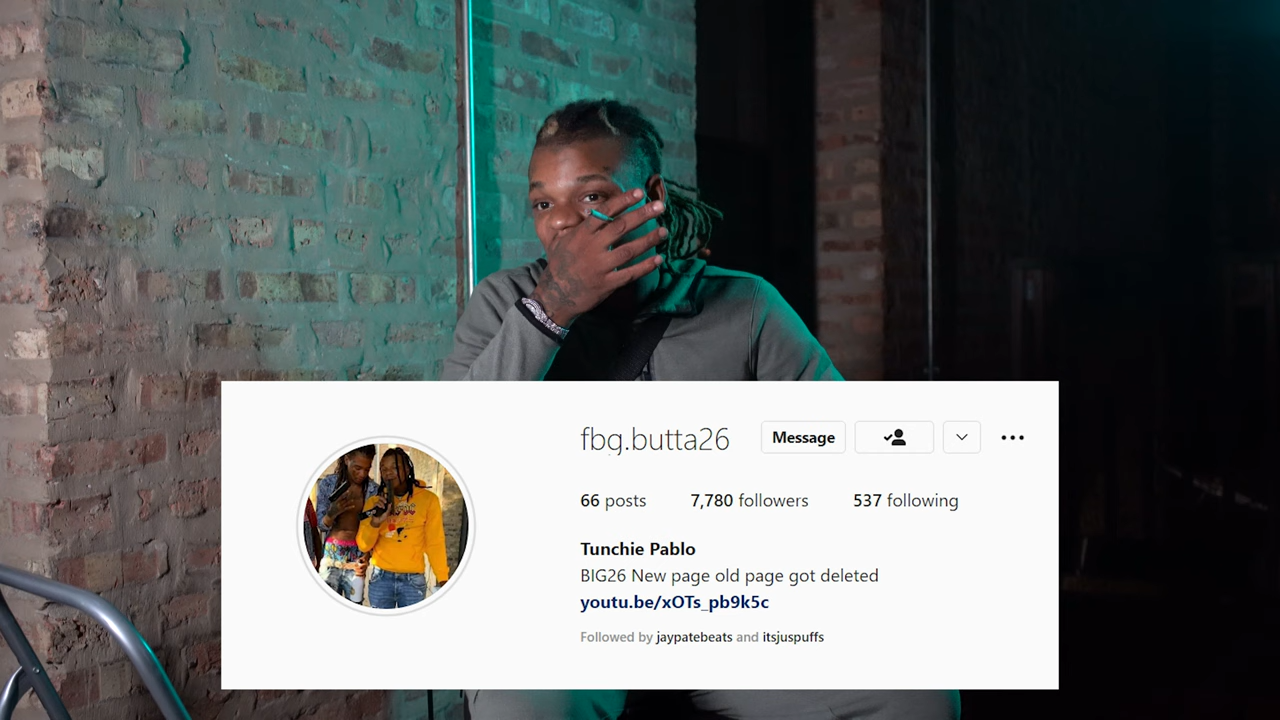 fbg.butta26 Message
66 posts 7,780 followers 537 following
Tunchie Pablo
BIG26 New page old page got deleted
youtu.be/xOTs_pb9k5c
Followed by jaypatebeats and itsjuspuffs